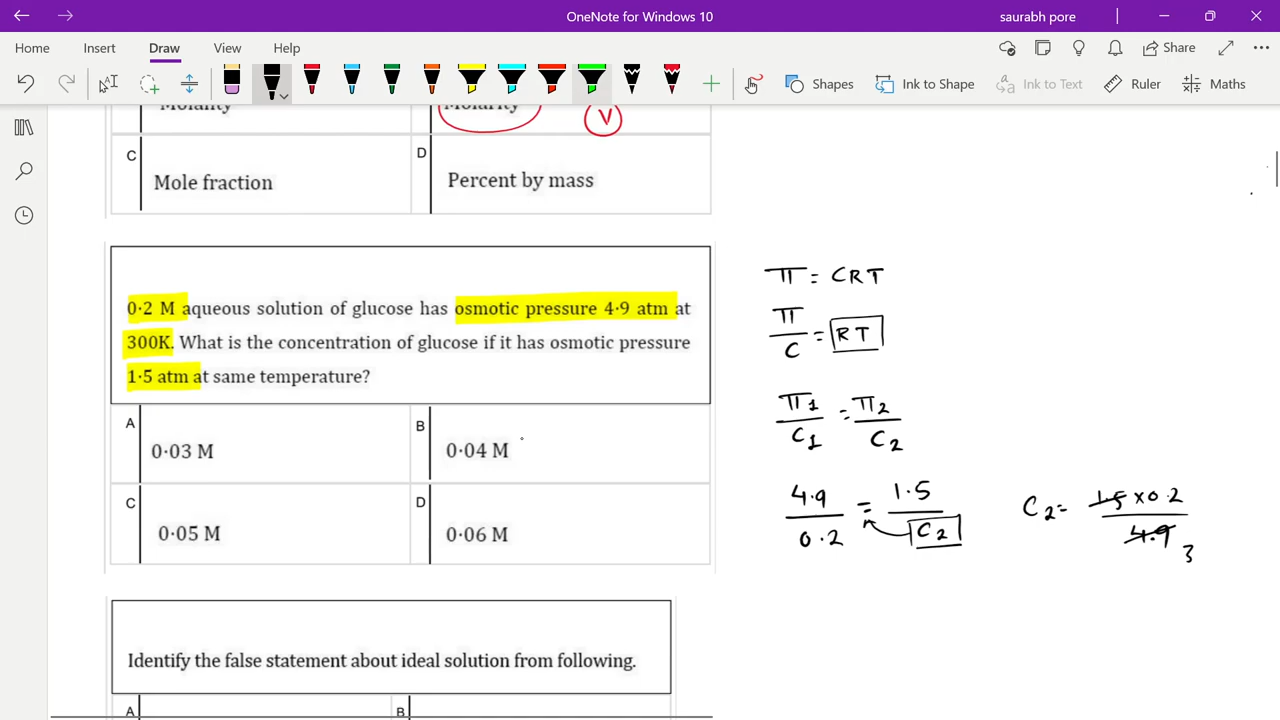 OneNote for Windows 10
saurabh pore
Home Insert Draw View Help
Share
Shapes Ink to Shape Ink to Text Ruler Maths
Molality
Molarity
V
C
Mole fraction
D
Percent by mass
0·2 M aqueous solution of glucose has osmotic pressure 4·9 atm at
300K. What is the concentration of glucose if it has osmotic pressure
1·5 atm at same temperature?
A
0·03 M
B
0·04 M
C
0·05 M
D
0·06 M
π = CRT
π/C = RT
π1/C1 = π2/C2
4.9/0.2 = 1.5/C2
C2 = 1.5 × 0.2/4.9
3
Identify the false statement about ideal solution from following.
A
B